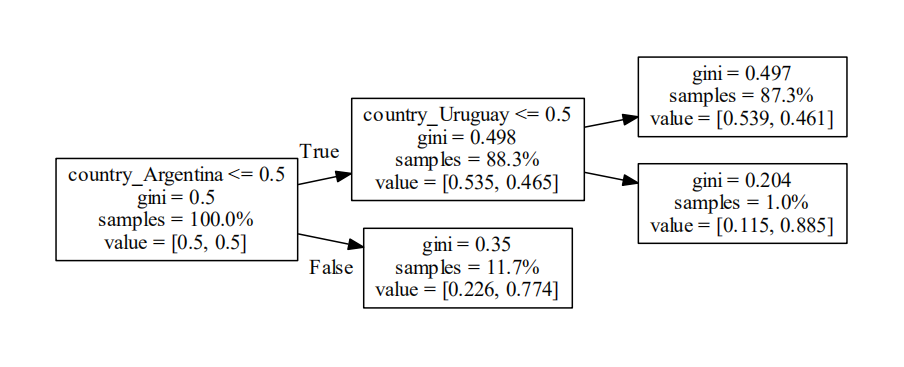 country_Argentina <= 0.5
gini = 0.5
samples = 100.0%
value = [0.5, 0.5]
True
False
country_Uruguay <= 0.5
gini = 0.498
samples = 88.3%
value = [0.535, 0.465]
gini = 0.35
samples = 11.7%
value = [0.226, 0.774]
gini = 0.497
samples = 87.3%
value = [0.539, 0.461]
gini = 0.204
samples = 1.0%
value = [0.115, 0.885]